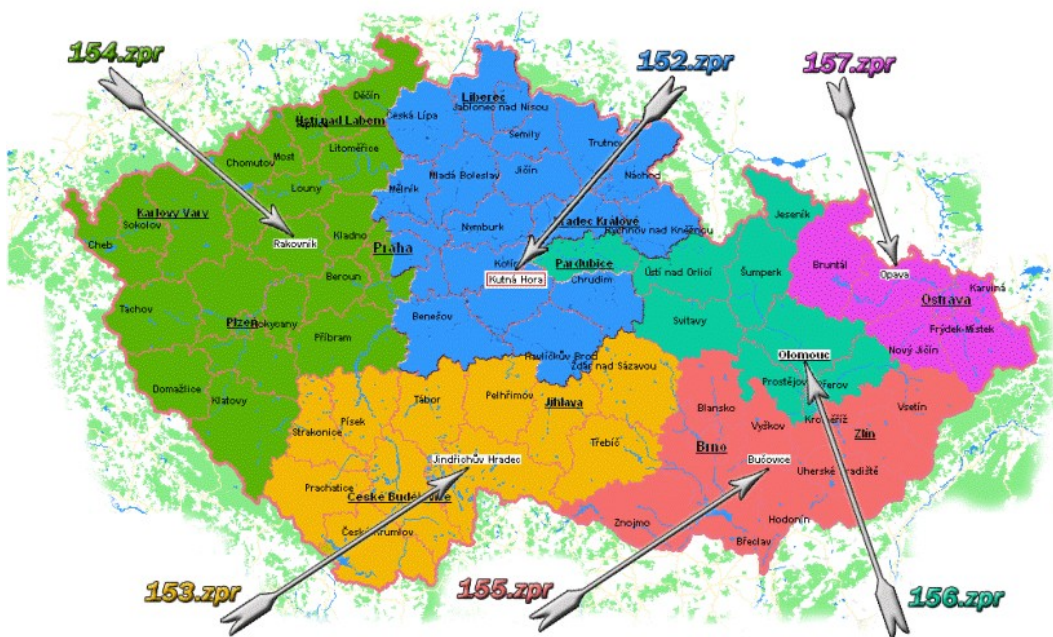 154.zpr
152.zpr
157.zpr
Děčín
Liberec
Jablonec nad Nisou
Česká Lípa
Ústí nad Labem
Semily
Trutnov
Most
Litoměřice
Chomutov
Mladá Boleslav
Jičín
Náchod
Louny
Mělník
Jeseník
Karlovy Vary
Sokolov
Nymburk
Hradec Králové
Rychnov nad Kněžnou
Cheb
Rakovník
Kladno
Praha
Kolín
Pardubice
Bruntál
Opava
Beroun
Kutná Hora
Chrudim
Ústí nad Orlicí
Šumperk
Karviná
Ostrava
Tachov
Plzeň
Rokycany
Příbram
Benešov
Svitavy
Frýdek-Místek
Nový Jičín
Havlíčkův Brod
Žďár nad Sázavou
Olomouc
Domažlice
Klatovy
Pelhřimov
Prostějov
Přerov
Tábor
Jihlava
Blansko
Vsetín
Písek
Strakonice
Vyškov
Kroměříž
Zlín
Třebíč
Brno
Jindřichův Hradec
Bučovice
Uherské Hradiště
Prachatice
České Budějovice
Znojmo
Hodonín
Český Krumlov
Břeclav
153.zpr
155.zpr
156.zpr